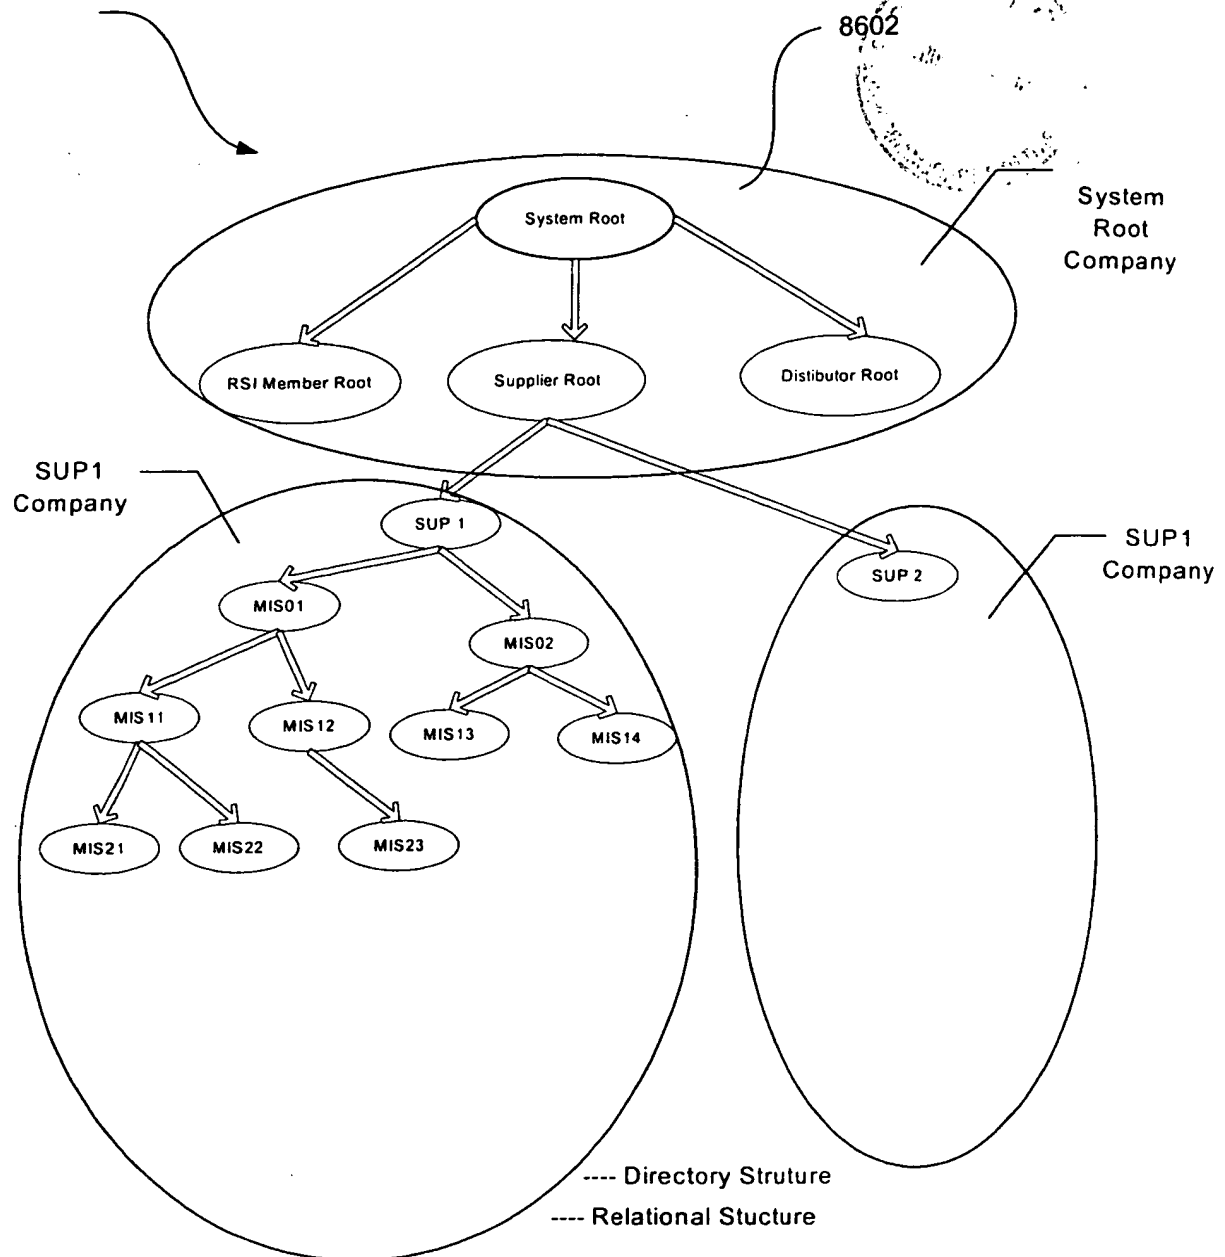 8602
System
Root
Company
System Root
RSI Member Root
Supplier Root
Distibutor Root
SUP1
Company
SUP 1
SUP 2
SUP1
Company
MIS01
MIS02
MIS11
MIS12
MIS13
MIS14
MIS21
MIS22
MIS23
---- Directory Struture
---- Relational Stucture